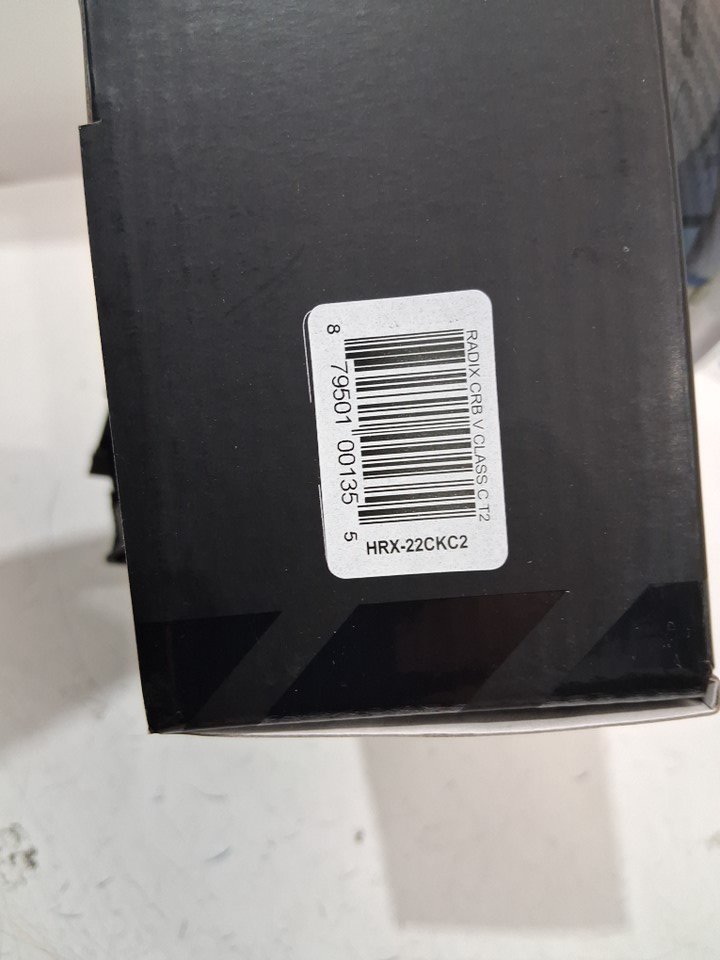 RADIX CRB V CLASS C T2
8 79501 00135 5
HRX-22CKC2